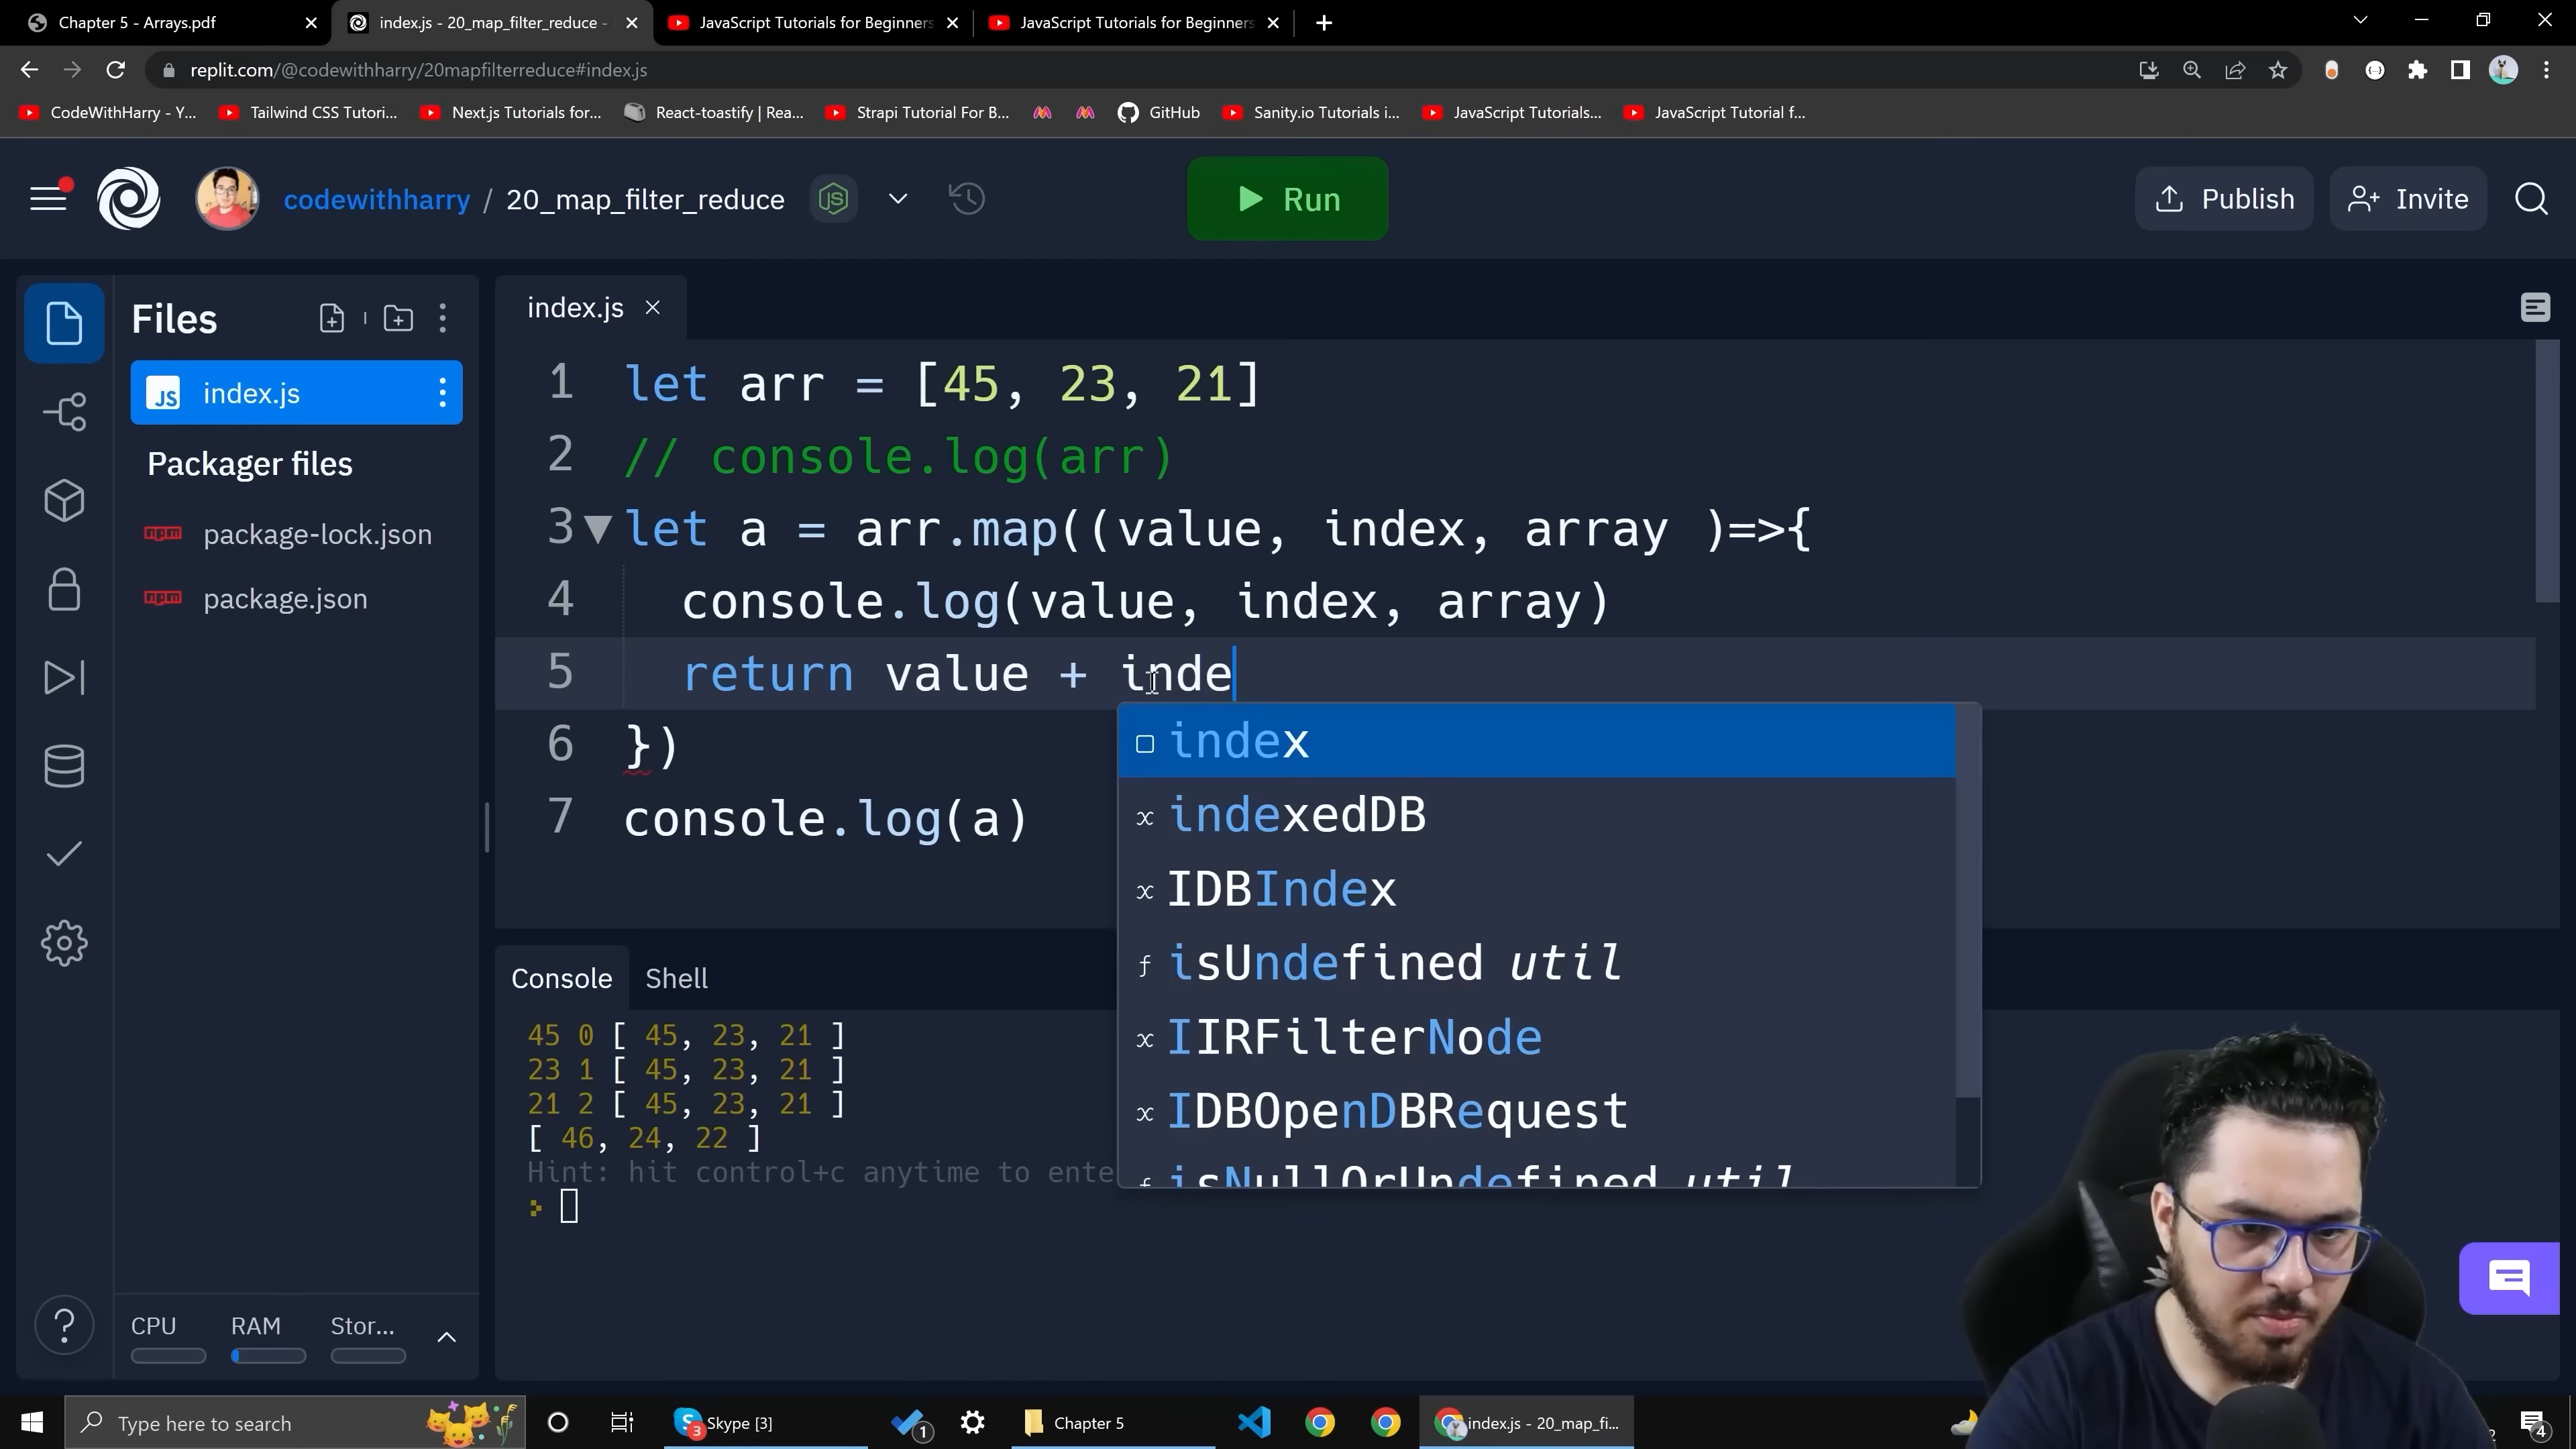 Chapter 5 - Arrays.pdf
index.js - 20_map_filter_reduce -
JavaScript Tutorials for Beginners
JavaScript Tutorials for Beginners
replit.com/@codewithharry/20mapfilterreduce#index.js
CodeWithHarry - Y...
Tailwind CSS Tutori...
Next.js Tutorials for...
React-toastify | Rea...
Strapi Tutorial For B...
GitHub
Sanity.io Tutorials i...
JavaScript Tutorials...
JavaScript Tutorial f...
codewithharry / 20_map_filter_reduce
Run
Publish
Invite
Files
index.js
JS
index.js
Packager files
package-lock.json
package.json
1 let arr = [45, 23, 21]
2 // console.log(arr)
3 let a = arr.map((value, index, array )=>{
4 console.log(value, index, array)
5 return value + inde
6 })
7 console.log(a)
index
indexedDB
IDBIndex
isUndefined util
IIRFilterNode
IDBOpenDBRequest
isNullOrUndefined util
Console
Shell
45 0 [ 45, 23, 21 ]
23 1 [ 45, 23, 21 ]
21 2 [ 45, 23, 21 ]
[ 46, 24, 22 ]
Hint: hit control+c anytime to ente
CPU
RAM
Stor...
Type here to search
Skype [3]
3
1
Chapter 5
index.js - 20_map_fi...
4